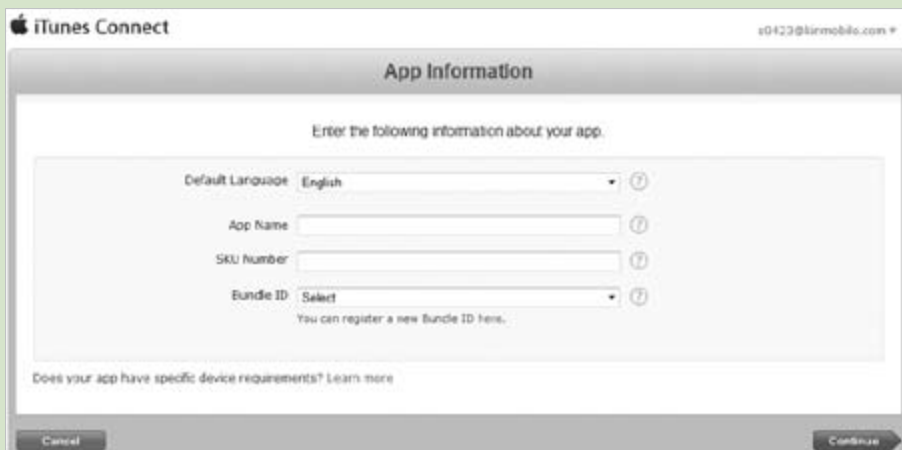 iTunes Connect
App Information
Enter the following information about your app.
Default Language English
App Name
SKU Number
Bundle ID Select
You can register a new Bundle ID here.
Does your app have specific device requirements? Learn more
Cancel
Continue